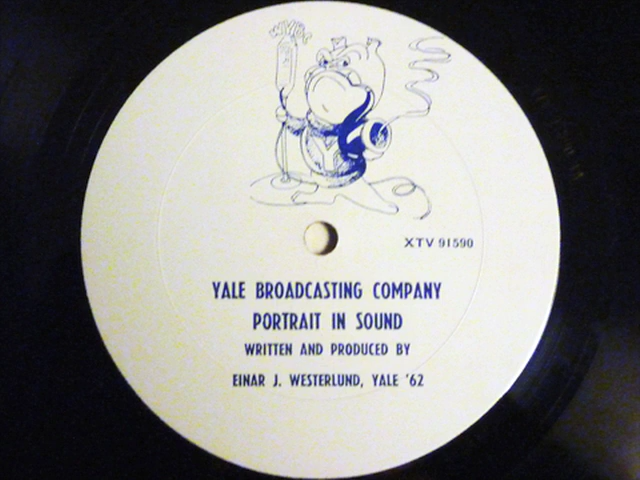 Y
XTV 91590
YALE BROADCASTING COMPANY
PORTRAIT IN SOUND
WRITTEN AND PRODUCED BY
EINAR J. WESTERLUND, YALE '62